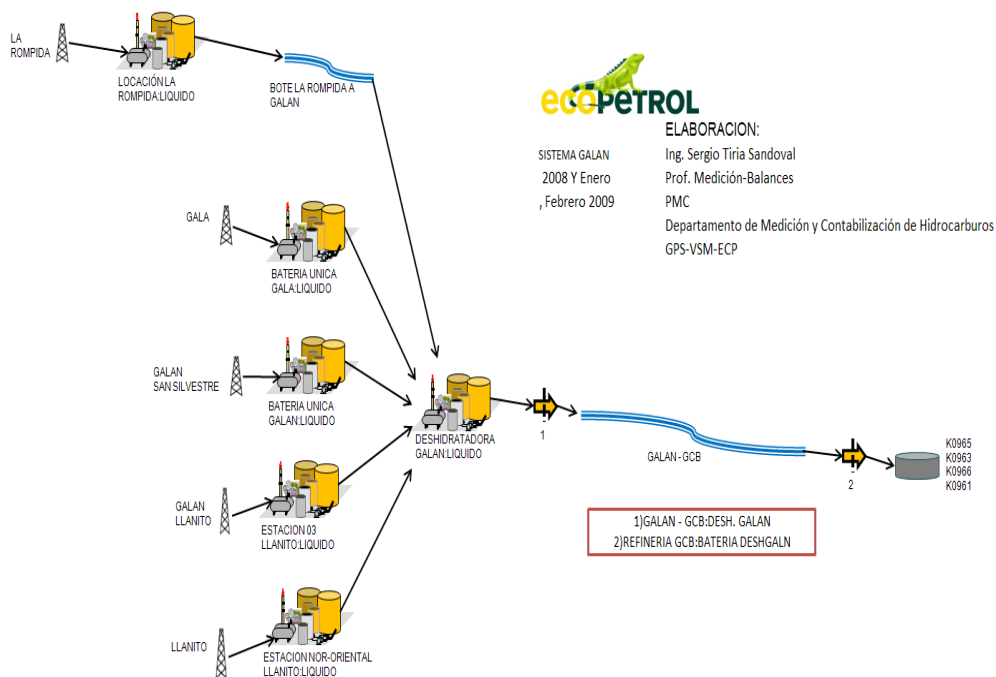 LA
ROMPIDA
LOCACIÓN LA
ROMPIDA:LIQUIDO
BOTE LA ROMPIDA A
GALAN
ecoPETROL
ELABORACION:
SISTEMA GALAN
2008 Y Enero
, Febrero 2009
Ing. Sergio Tiria Sandoval
Prof. Medición-Balances
PMC
Departamento de Medición y Contabilización de Hidrocarburos
GPS-VSM-ECP
GALA
BATERIA UNICA
GALA:LIQUIDO
GALAN
SAN SILVESTRE
BATERIA UNICA
GALAN:LIQUIDO
DESHIDRATADORA
GALAN:LIQUIDO
1
GALAN - GCB
2
K0965
K0963
K0966
K0961
GALAN
LLANITO
ESTACION 03
LLANITO:LIQUIDO
1)GALAN - GCB:DESH. GALAN
2)REFINERIA GCB:BATERIA DESHGALN
LLANITO
ESTACION NOR-ORIENTAL
LLANITO:LIQUIDO